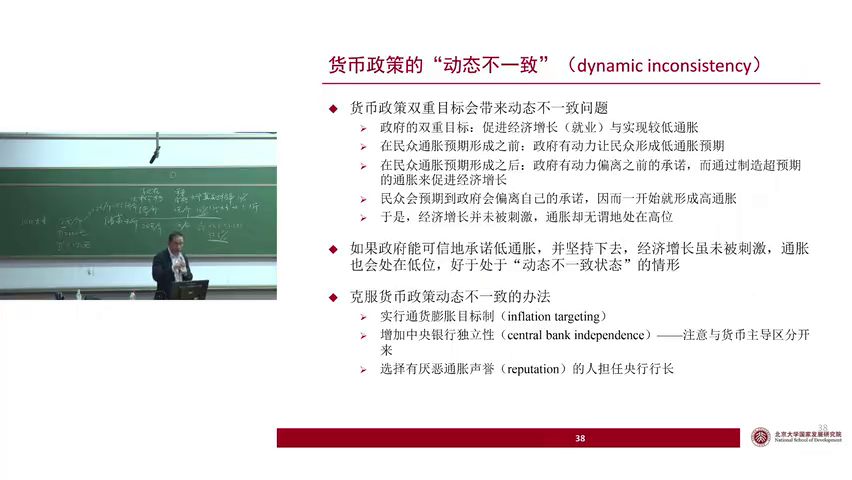 货币政策的“动态不一致”（dynamic inconsistency）
货币政策双重目标会带来动态不一致问题
政府的双重目标：促进经济增长（就业）与实现较低通胀
在民众通胀预期形成之前：政府有动力让民众形成低通胀预期
在民众通胀预期形成之后：政府有动力偏离之前的承诺，而通过制造超预期
的通胀来促进经济增长
民众会预期到政府会偏离自己的承诺，因而一开始就形成高通胀
于是，经济增长并未被刺激，通胀却无谓地处在高位
如果政府能可信地承诺低通胀，并坚持下去，经济增长虽未被刺激，通胀
也会处在低位，好于处于“动态不一致状态”的情形
克服货币政策动态不一致的办法
实行通货膨胀目标制（inflation targeting）
增加中央银行独立性（central bank independence）——注意与货币主导区分开
来
选择有厌恶通胀声誉（reputation）的人担任央行行长
38
38
北京大学国家发展研究院
National School of Development